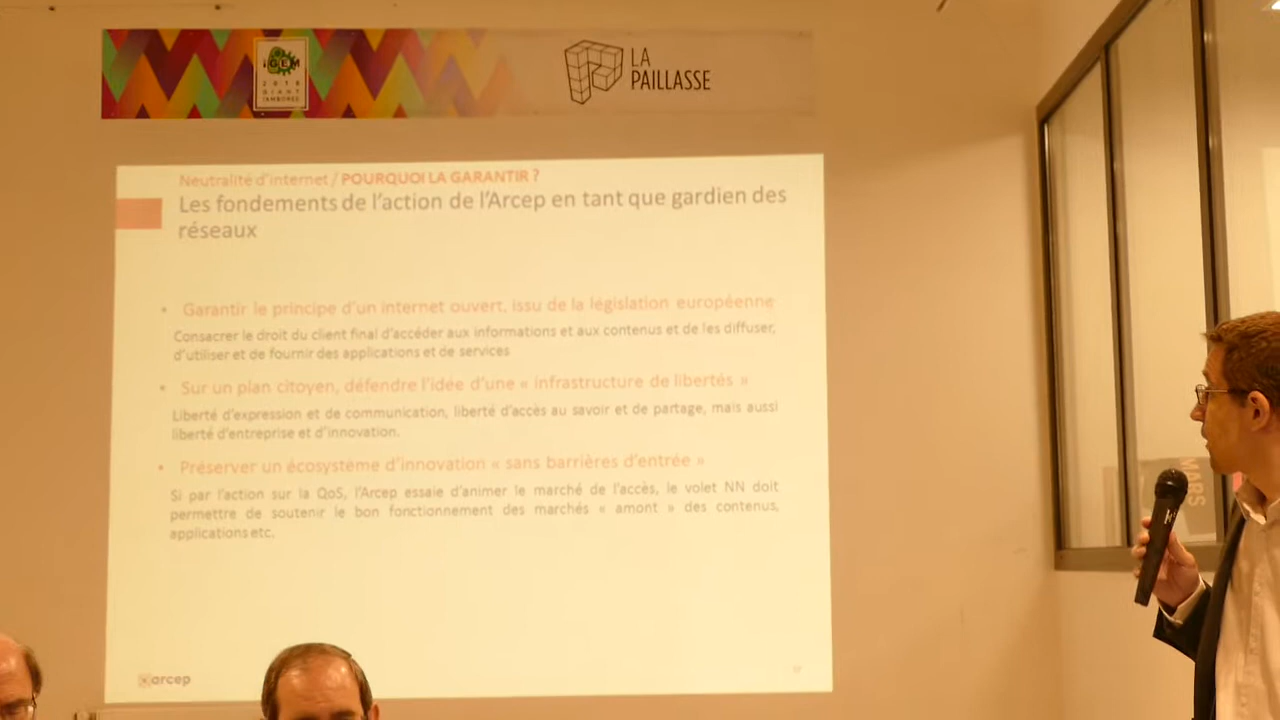 iGEM
2016
GIANT
JAMBOREE
LA
PAILLASSE
Neutralité d'internet / POURQUOI LA GARANTIR ?
Les fondements de l'action de l'Arcep en tant que gardien des
réseaux
• Garantir le principe d'un internet ouvert, issu de la législation européenne
Consacrer le droit du client final d'accéder aux informations et aux contenus et de les diffuser,
d'utiliser et de fournir des applications et de services
• Sur un plan citoyen, défendre l'idée d'une « infrastructure de libertés »
Liberté d'expression et de communication, liberté d'accès au savoir et de partage, mais aussi
liberté d'entreprise et d'innovation.
• Préserver un écosystème d'innovation « sans barrières d'entrée »
Si par l'action sur la QoS, l'Arcep essaie d'animer le marché de l'accès, le volet NN doit
permettre de soutenir le bon fonctionnement des marchés « amont » des contenus,
applications etc.
arcep